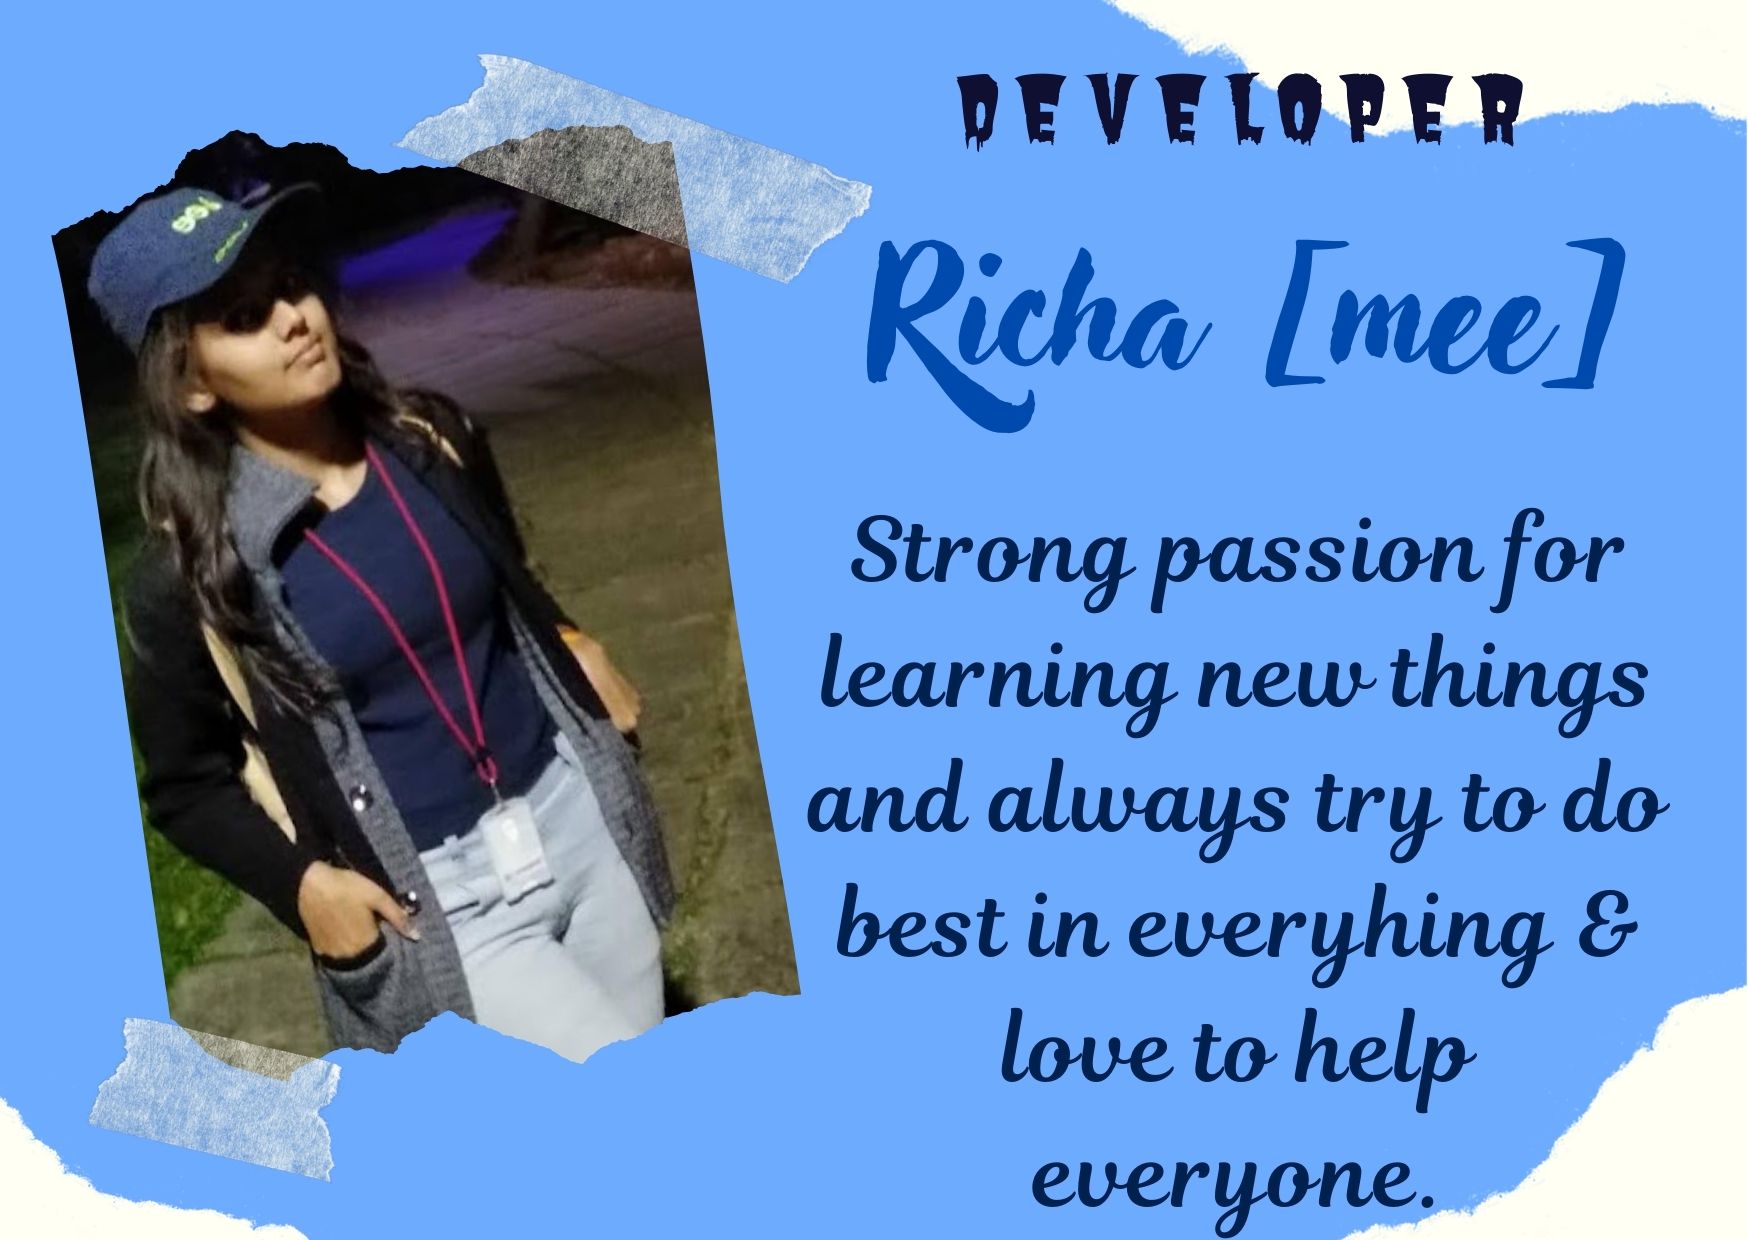 DEVELOPER
Richa [mee]
Strong passion for
learning new things
and always try to do
best in everyhing &
love to help
everyone.